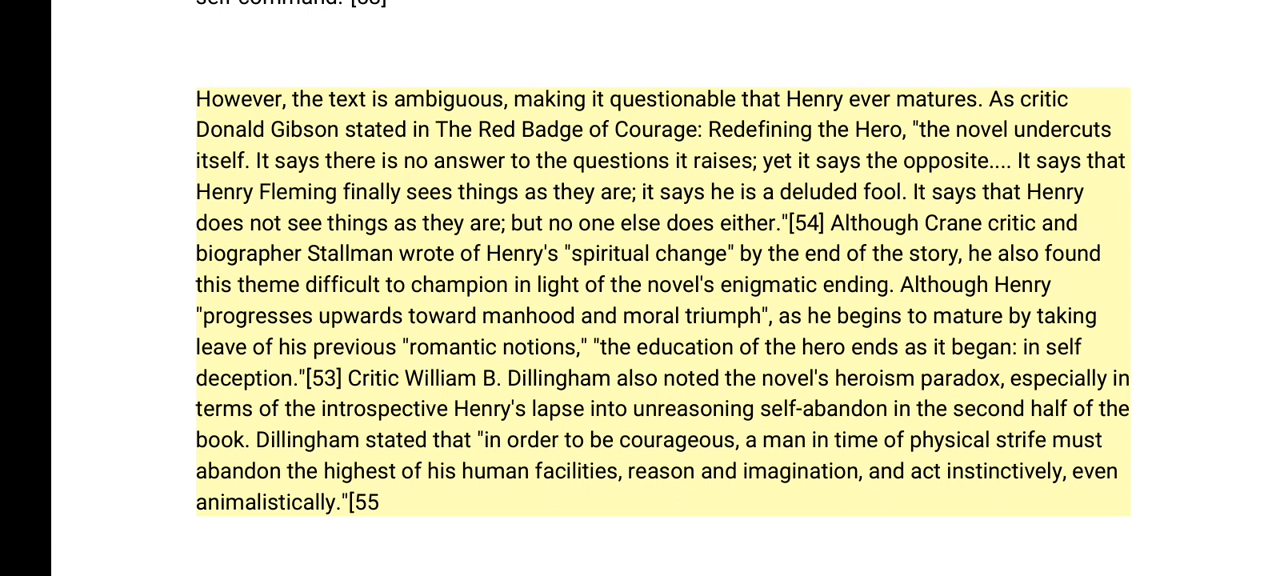 However, the text is ambiguous, making it questionable that Henry ever matures. As critic
Donald Gibson stated in The Red Badge of Courage: Redefining the Hero, "the novel undercuts
itself. It says there is no answer to the questions it raises; yet it says the opposite.... It says that
Henry Fleming finally sees things as they are; it says he is a deluded fool. It says that Henry
does not see things as they are; but no one else does either."[54] Although Crane critic and
biographer Stallman wrote of Henry's "spiritual change" by the end of the story, he also found
this theme difficult to champion in light of the novel's enigmatic ending. Although Henry
"progresses upwards toward manhood and moral triumph", as he begins to mature by taking
leave of his previous "romantic notions," "the education of the hero ends as it began: in self
deception."[53] Critic William B. Dillingham also noted the novel's heroism paradox, especially in
terms of the introspective Henry's lapse into unreasoning self-abandon in the second half of the
book. Dillingham stated that "in order to be courageous, a man in time of physical strife must
abandon the highest of his human facilities, reason and imagination, and act instinctively, even
animalistically."[55